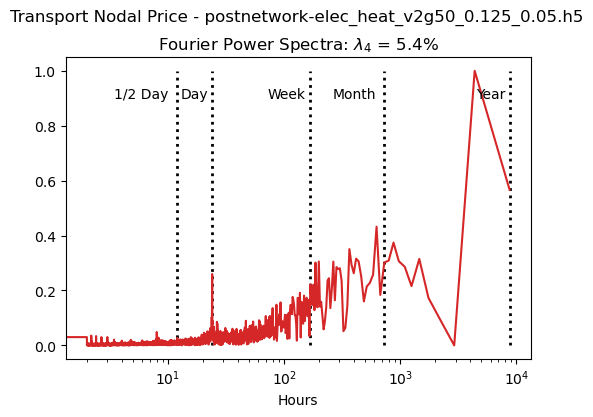 Transport Nodal Price - postnetwork-elec_heat_v2g50_0.125_0.05.h5
Fourier Power Spectra: λ₄ = 5.4%
1.0
0.8
0.6
0.4
0.2
0.0
1/2 Day
Day
Week
Month
Year
10¹
10²
10³
10⁴
Hours